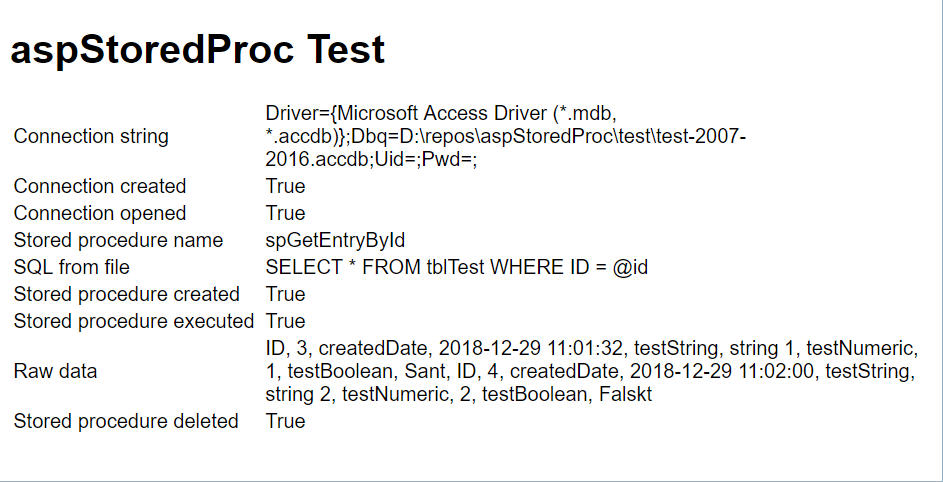 aspStoredProc Test
Driver={Microsoft Access Driver (*.mdb,
Connection string *.accdb)};Dbq=D:\repos\aspStoredProc\test\test-2007-
2016.accdb;Uid=;Pwd=;
Connection created True
Connection opened True
Stored procedure name spGetEntryById
SQL from file SELECT * FROM tblTest WHERE ID = @id
Stored procedure created True
Stored procedure executed True
ID, 3, createdDate, 2018-12-29 11:01:32, testString, string 1, testNumeric,
Raw data 1, testBoolean, Sant, ID, 4, createdDate, 2018-12-29 11:02:00, testString,
string 2, testNumeric, 2, testBoolean, Falskt
Stored procedure deleted True